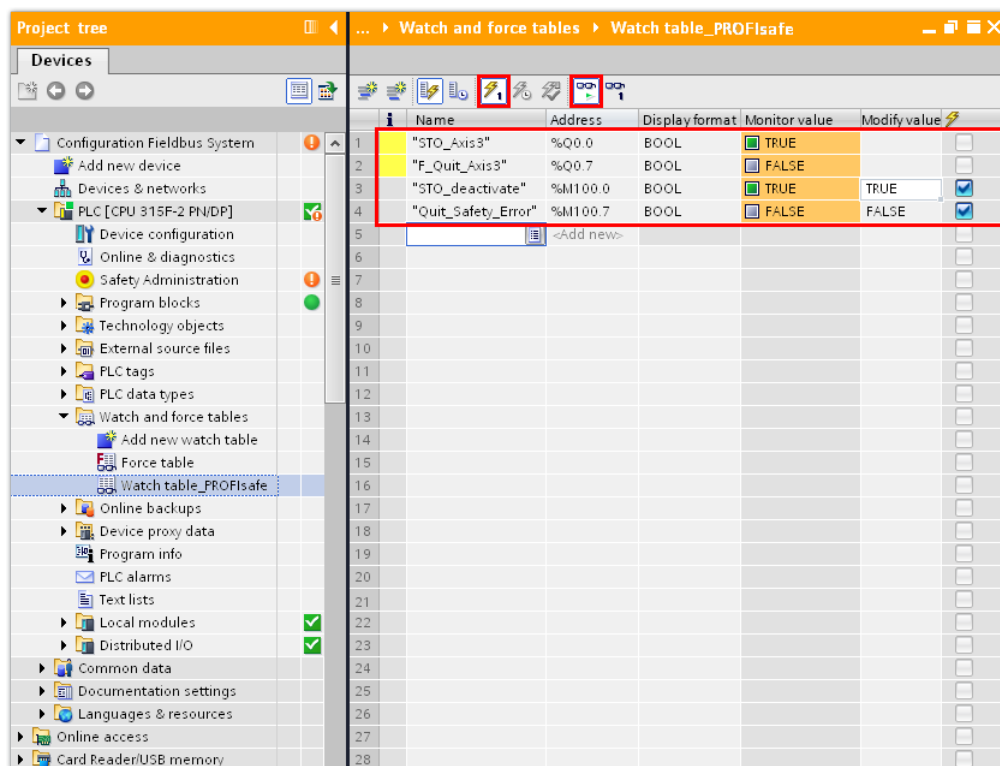 Project tree
... Watch and force tables Watch table_PROFIsafe
Devices
i Name Address Display format Monitor value Modify value
Configuration Fieldbus System
Add new device
Devices & networks
PLC [CPU 315F-2 PN/DP]
Device configuration
Online & diagnostics
Safety Administration
Program blocks
Technology objects
External source files
PLC tags
PLC data types
Watch and force tables
Add new watch table
Force table
Watch table_PROFIsafe
Online backups
Device proxy data
Program info
PLC alarms
Text lists
Local modules
Distributed I/O
Common data
Documentation settings
Languages & resources
Online access
Card Reader/USB memory
1 "STO_Axis3" %Q0.0 BOOL TRUE
2 "F_Quit_Axis3" %Q0.7 BOOL FALSE
3 "STO_deactivate" %M100.0 BOOL TRUE TRUE
4 "Quit_Safety_Error" %M100.7 BOOL FALSE FALSE
5 <Add new>
6
7
8
9
10
11
12
13
14
15
16
17
18
19
20
21
22
23
24
25
26
27
28